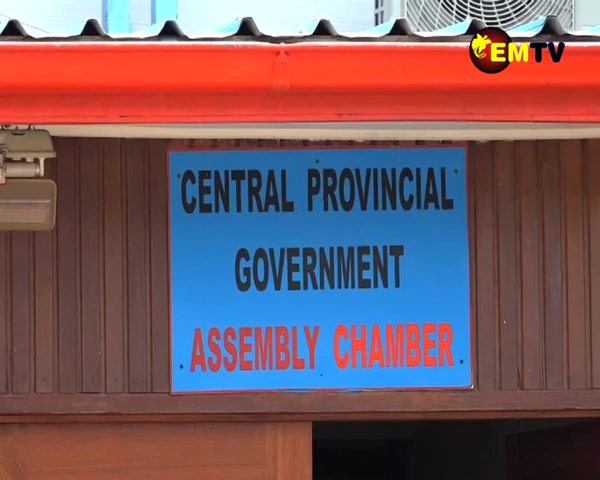 EMTV
CENTRAL PROVINCIAL
GOVERNMENT
ASSEMBLY CHAMBER